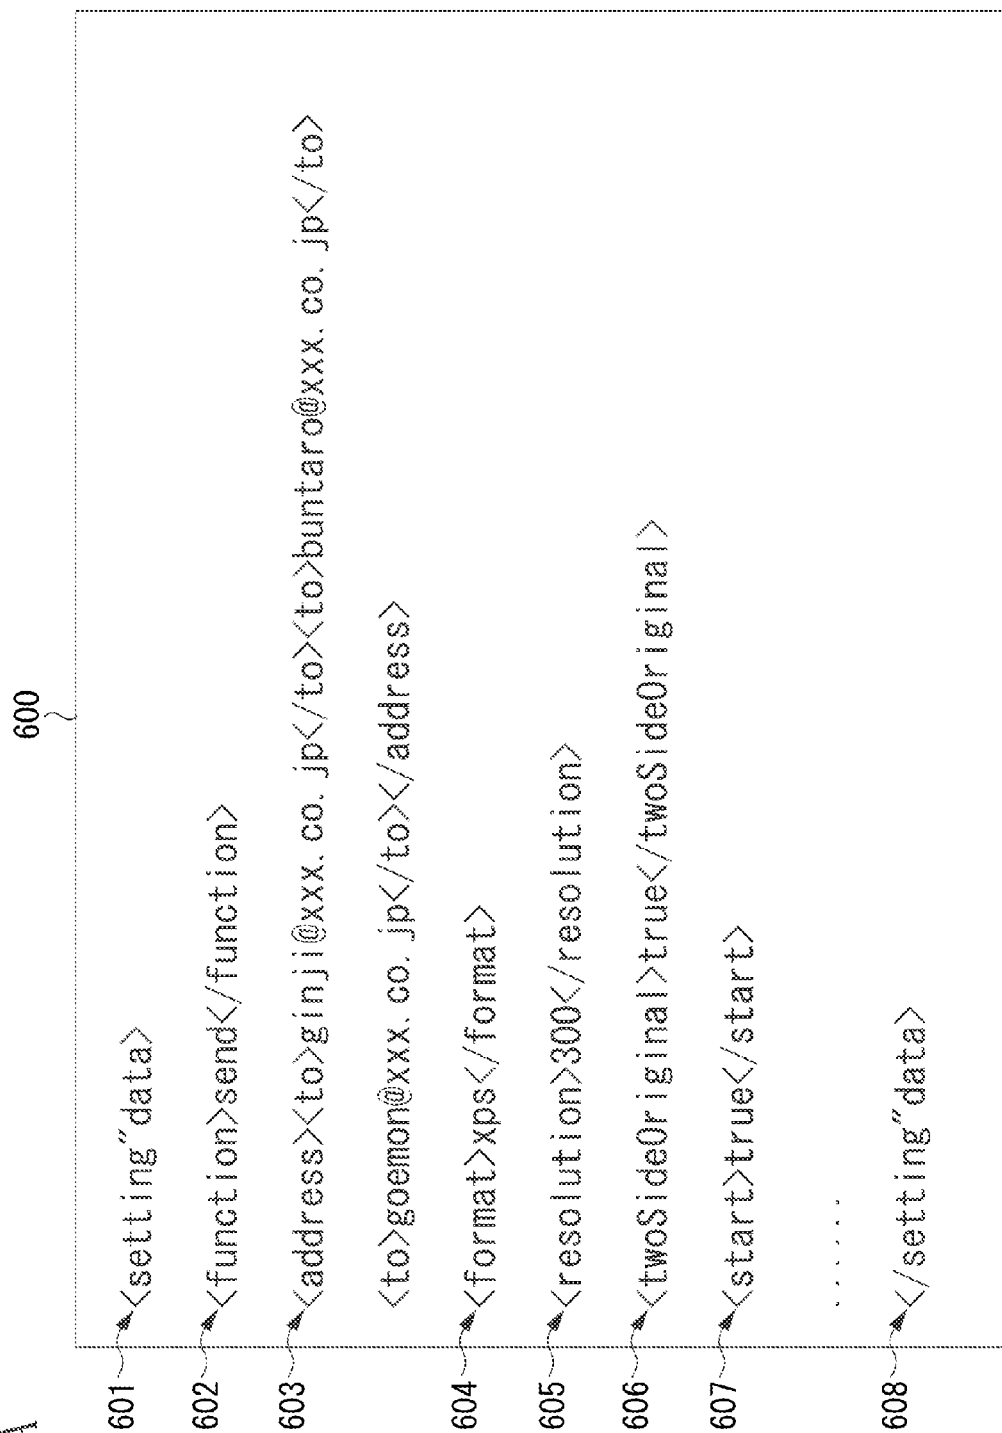 600
601 <setting"data>
602 <function>send</function>
603 <address><to>ginji@xxx.co.jp</to><to>buntaro@xxx.co.jp</to>
<to>goemon@xxx.co.jp</to></address>
604 <format>xps</format>
605 <resolution>300</resolution>
606 <twoSideOriginal>true</twoSideOriginal>
607 <start>true</start>
......
608 </setting"data>